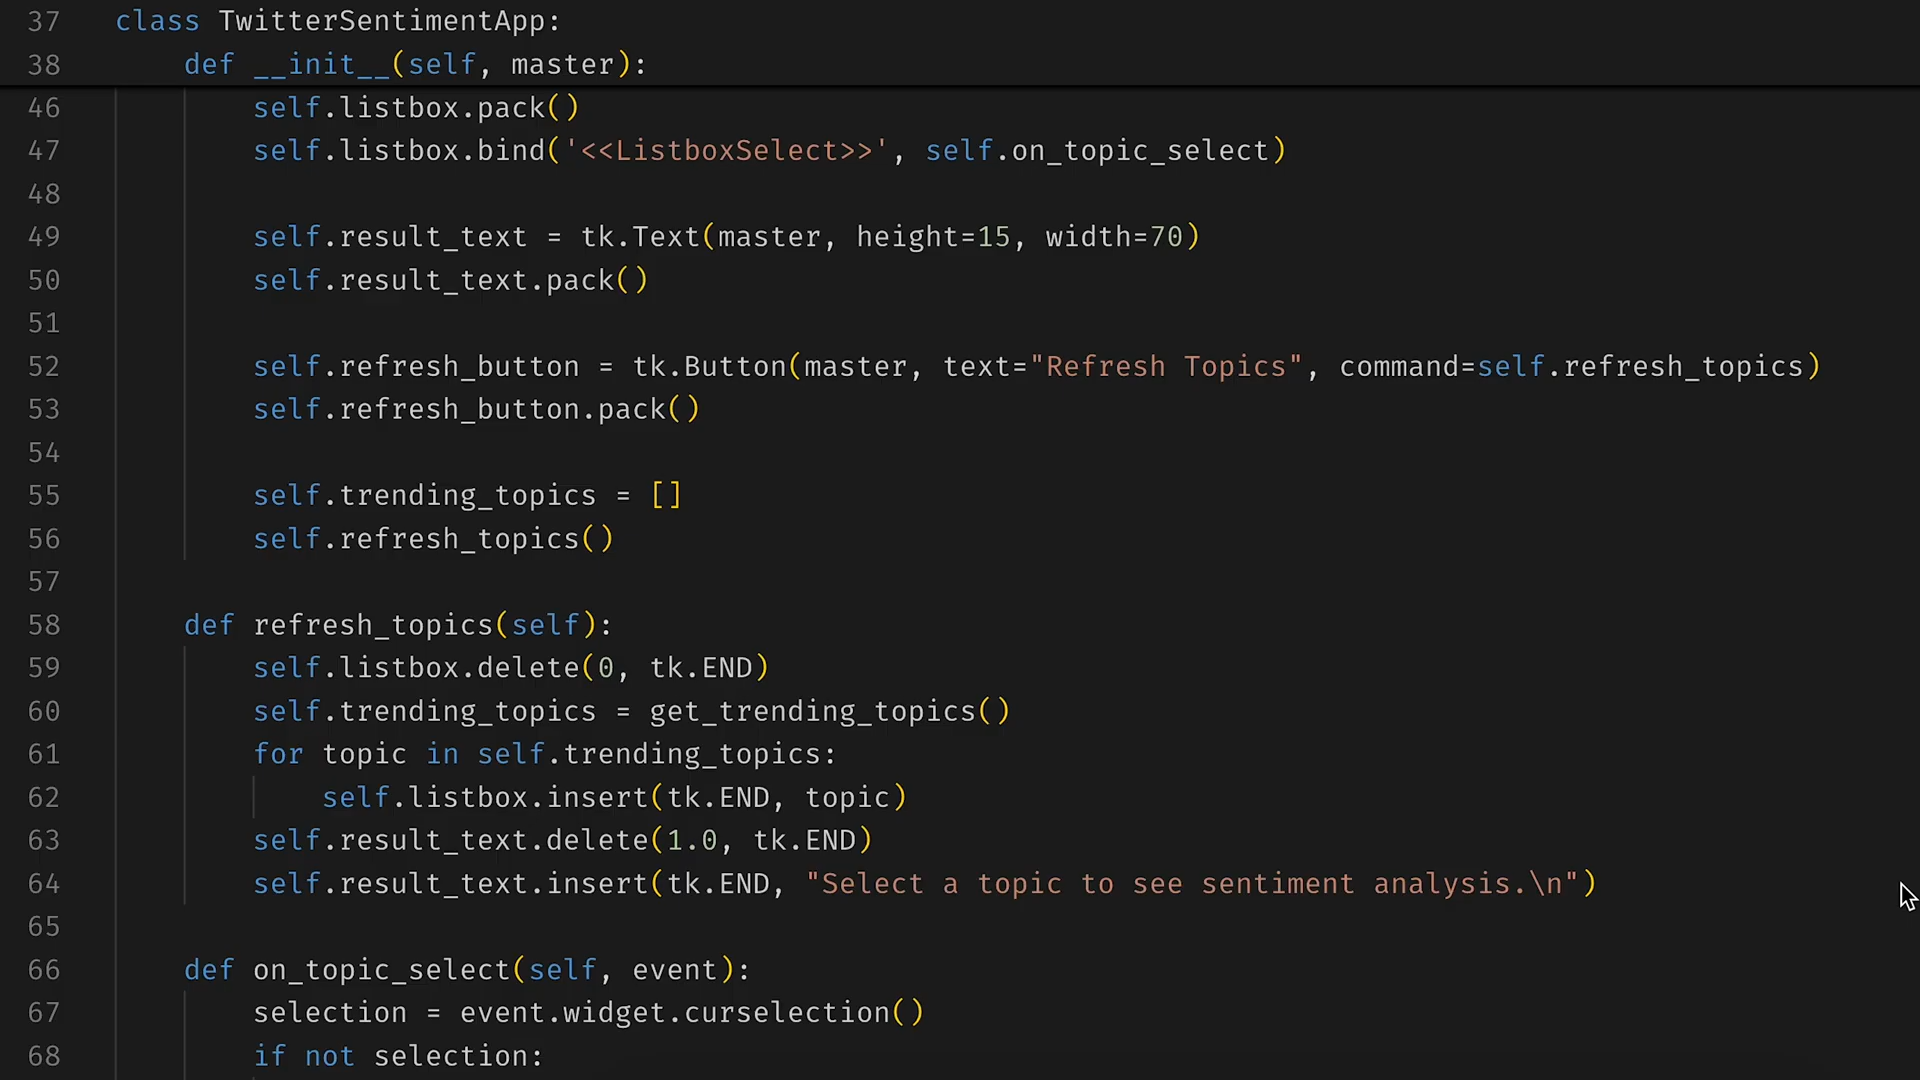 37 class TwitterSentimentApp:
38 def __init__(self, master):
46 self.listbox.pack()
47 self.listbox.bind('<<ListboxSelect>>', self.on_topic_select)
48
49 self.result_text = tk.Text(master, height=15, width=70)
50 self.result_text.pack()
51
52 self.refresh_button = tk.Button(master, text="Refresh Topics", command=self.refresh_topics)
53 self.refresh_button.pack()
54
55 self.trending_topics = []
56 self.refresh_topics()
57
58 def refresh_topics(self):
59 self.listbox.delete(0, tk.END)
60 self.trending_topics = get_trending_topics()
61 for topic in self.trending_topics:
62 self.listbox.insert(tk.END, topic)
63 self.result_text.delete(1.0, tk.END)
64 self.result_text.insert(tk.END, "Select a topic to see sentiment analysis.\n")
65
66 def on_topic_select(self, event):
67 selection = event.widget.curselection()
68 if not selection: